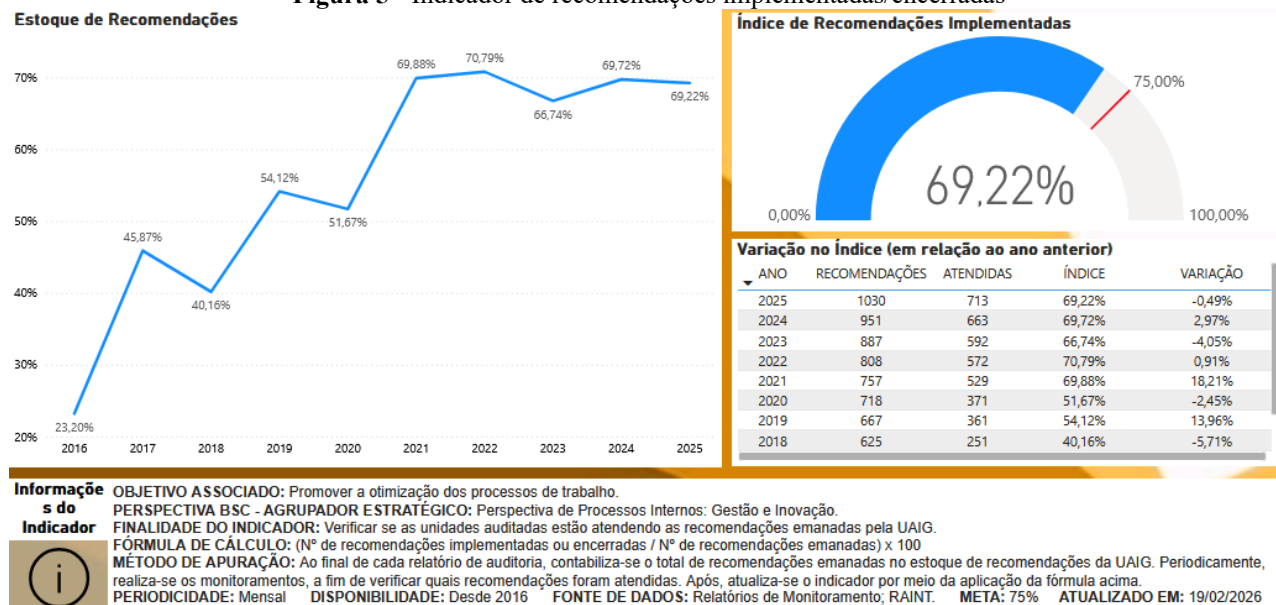 Figura 3 - Indicador de recomendações implementadas/encerradas
Estoque de Recomendações
70%
60%
50%
40%
30%
20%
23,20%
45,87%
40,16%
54,12%
51,67%
69,88%
70,79%
66,74%
69,72%
69,22%
2016 2017 2018 2019 2020 2021 2022 2023 2024 2025
Índice de Recomendações Implementadas
75,00%
69,22%
0,00% 100,00%
Variação no Índice (em relação ao ano anterior)
ANO RECOMENDAÇÕES ATENDIDAS ÍNDICE VARIAÇÃO
2025 1030 713 69,22% -0,49%
2024 951 663 69,72% 2,97%
2023 887 592 66,74% -4,05%
2022 808 572 70,79% 0,91%
2021 757 529 69,88% 18,21%
2020 718 371 51,67% -2,45%
2019 667 361 54,12% 13,96%
2018 625 251 40,16% -5,71%
Informaçõe
s do
Indicador
OBJETIVO ASSOCIADO: Promover a otimização dos processos de trabalho.
PERSPECTIVA BSC - AGRUPADOR ESTRATÉGICO: Perspectiva de Processos Internos: Gestão e Inovação.
FINALIDADE DO INDICADOR: Verificar se as unidades auditadas estão atendendo as recomendações emanadas pela UAIG.
FÓRMULA DE CÁLCULO: (Nº de recomendações implementadas ou encerradas / Nº de recomendações emanadas) x 100
MÉTODO DE APURAÇÃO: Ao final de cada relatório de auditoria, contabiliza-se o total de recomendações emanadas no estoque de recomendações da UAIG. Periodicamente,
realiza-se os monitoramentos, a fim de verificar quais recomendações foram atendidas. Após, atualiza-se o indicador por meio da aplicação da fórmula acima.
PERIODICIDADE: Mensal DISPONIBILIDADE: Desde 2016 FONTE DE DADOS: Relatórios de Monitoramento; RAINT. META: 75% ATUALIZADO EM: 19/02/2026